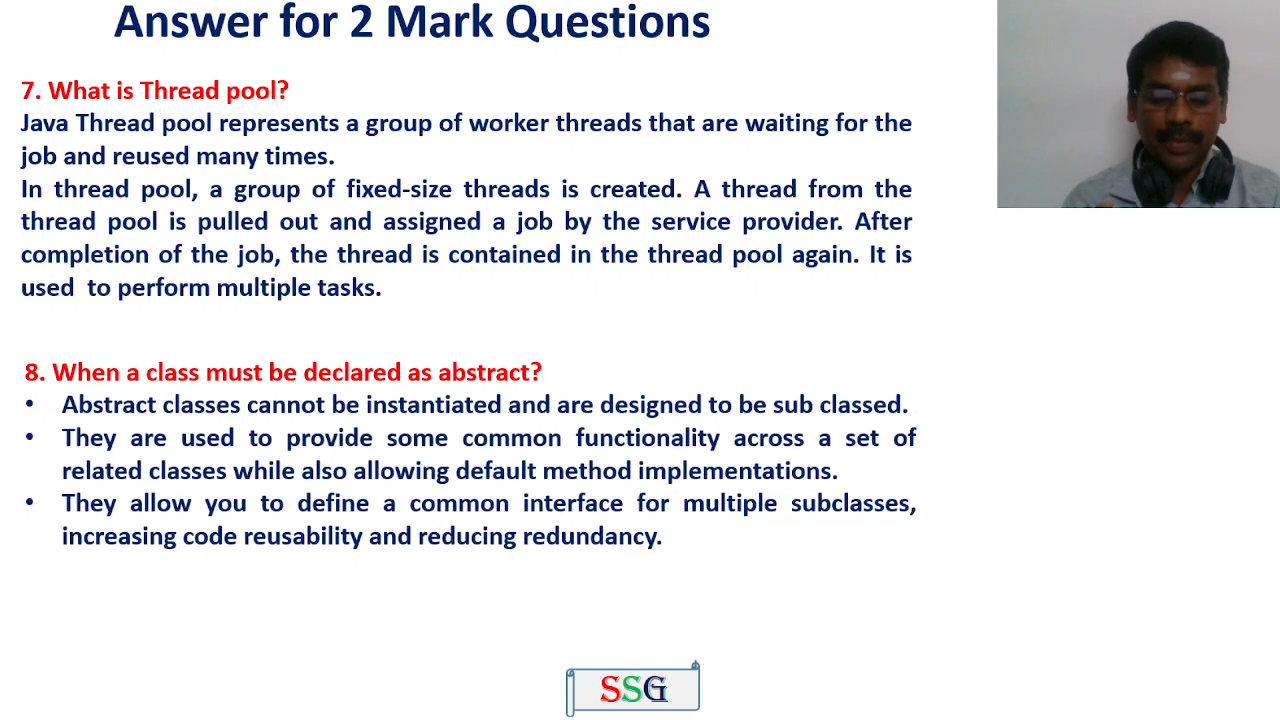 Answer for 2 Mark Questions
7. What is Thread pool?
Java Thread pool represents a group of worker threads that are waiting for the
job and reused many times.
In thread pool, a group of fixed-size threads is created. A thread from the
thread pool is pulled out and assigned a job by the service provider. After
completion of the job, the thread is contained in the thread pool again. It is
used to perform multiple tasks.
8. When a class must be declared as abstract?
• Abstract classes cannot be instantiated and are designed to be sub classed.
• They are used to provide some common functionality across a set of
related classes while also allowing default method implementations.
• They allow you to define a common interface for multiple subclasses,
increasing code reusability and reducing redundancy.
SSG